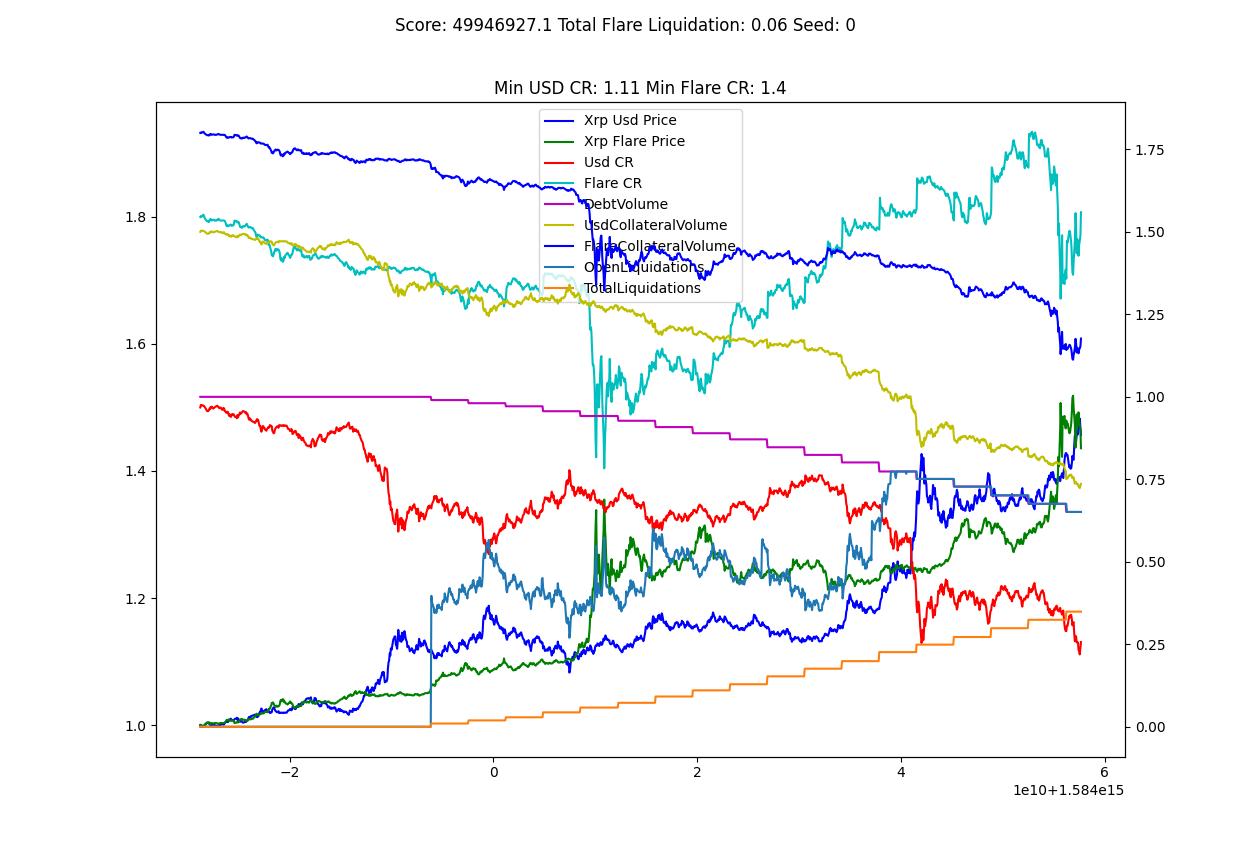 Score: 49946927.1 Total Flare Liquidation: 0.06 Seed: 0
Min USD CR: 1.11 Min Flare CR: 1.4
Xrp Usd Price
Xrp Flare Price
Usd CR
Flare CR
DebtVolume
UsdCollateralVolume
FlareCollateralVolume
OpenLiquidations
TotalLiquidations
1.8
1.6
1.4
1.2
1.0
1.75
1.50
1.25
1.00
0.75
0.50
0.25
0.00
−2 0 2 4 6
1e10+1.584e15